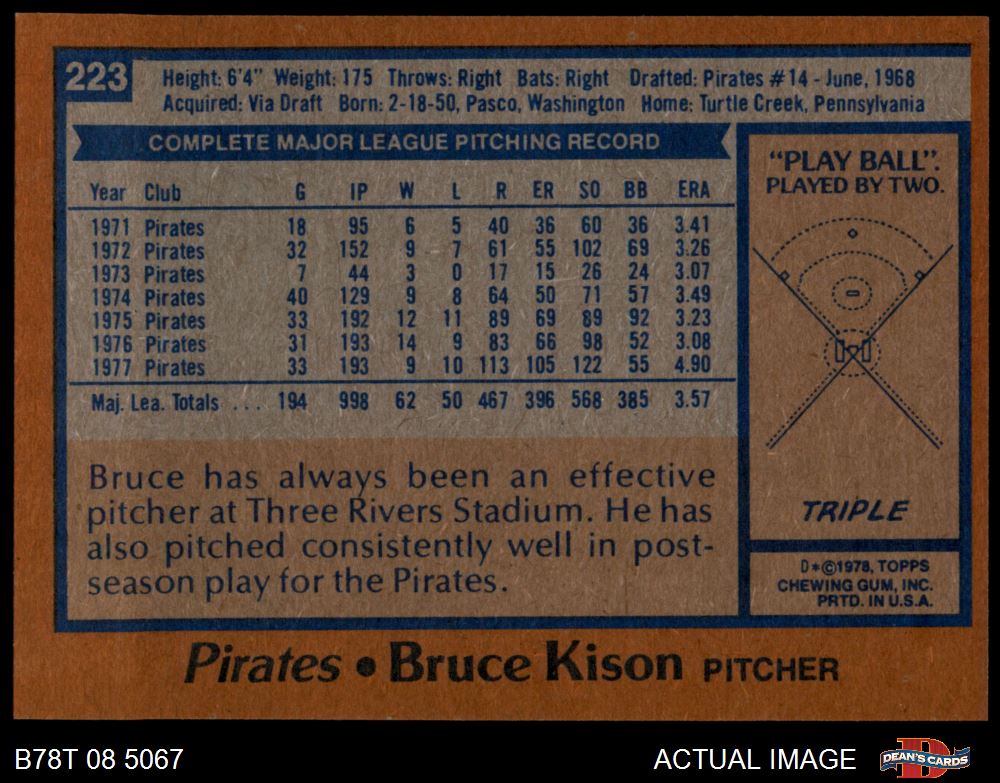 223
Height: 6'4" Weight: 175 Throws: Right Bats: Right Drafted: Pirates #14 - June, 1968
Acquired: Via Draft Born: 2-18-50, Pasco, Washington Home: Turtle Creek, Pennsylvania
COMPLETE MAJOR LEAGUE PITCHING RECORD
Year Club G IP W L R ER SO BB ERA
1971 Pirates 18 95 6 5 40 36 60 36 3.41
1972 Pirates 32 152 9 7 61 55 102 69 3.26
1973 Pirates 7 44 3 0 17 15 26 24 3.07
1974 Pirates 40 129 9 8 64 50 71 57 3.49
1975 Pirates 33 192 12 11 89 69 89 92 3.23
1976 Pirates 31 193 14 9 83 66 98 52 3.08
1977 Pirates 33 193 9 10 113 105 122 55 4.90
Maj. Lea. Totals ... 194 998 62 50 467 396 568 385 3.57
Bruce has always been an effective
pitcher at Three Rivers Stadium. He has
also pitched consistently well in post-
season play for the Pirates.
"PLAY BALL".
PLAYED BY TWO.
TRIPLE
D*©1978, TOPPS
CHEWING GUM, INC.
PRTD. IN U.S.A.
Pirates • Bruce Kison PITCHER
B78T 08 5067
ACTUAL IMAGE
DEAN'S CARDS